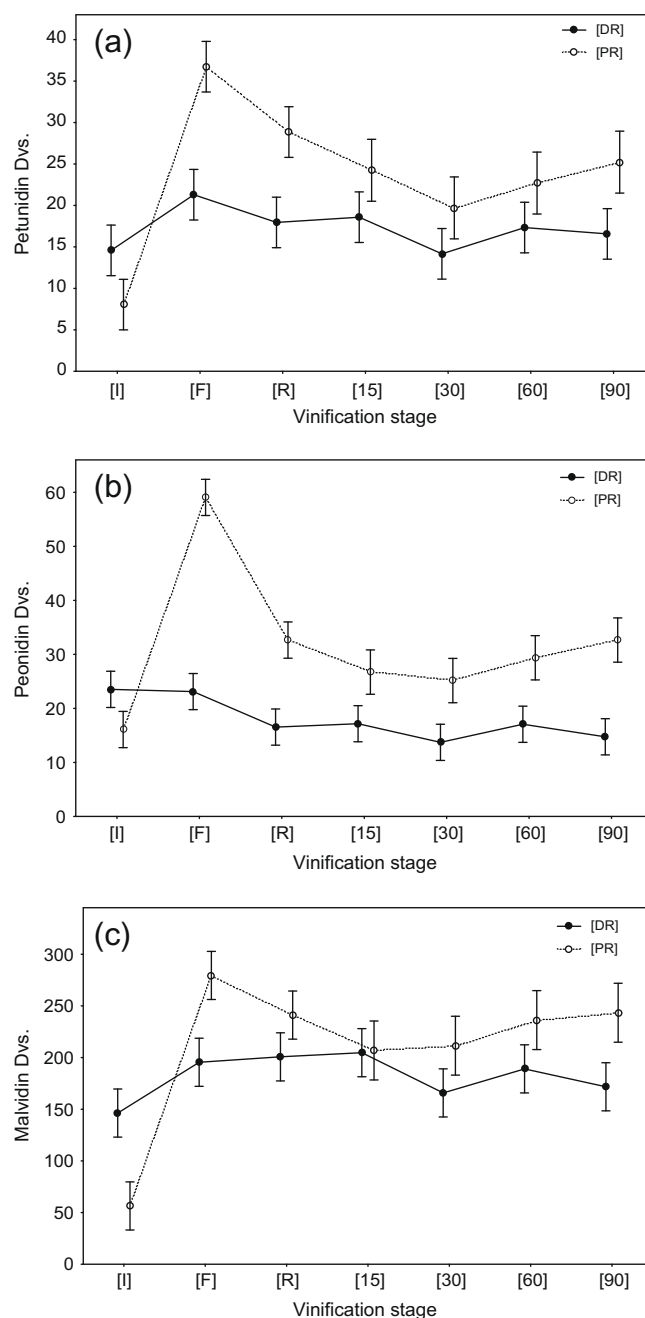 (a)
[DR]
[PR]
Petunidin Dvs.
40
35
30
25
20
15
10
5
0
[I] [F] [R] [15] [30] [60] [90]
Vinification stage
(b)
[DR]
[PR]
Peonidin Dvs.
60
50
40
30
20
10
0
[I] [F] [R] [15] [30] [60] [90]
Vinification stage
(c)
[DR]
[PR]
Malvidin Dvs.
300
250
200
150
100
50
0
[I] [F] [R] [15] [30] [60] [90]
Vinification stage